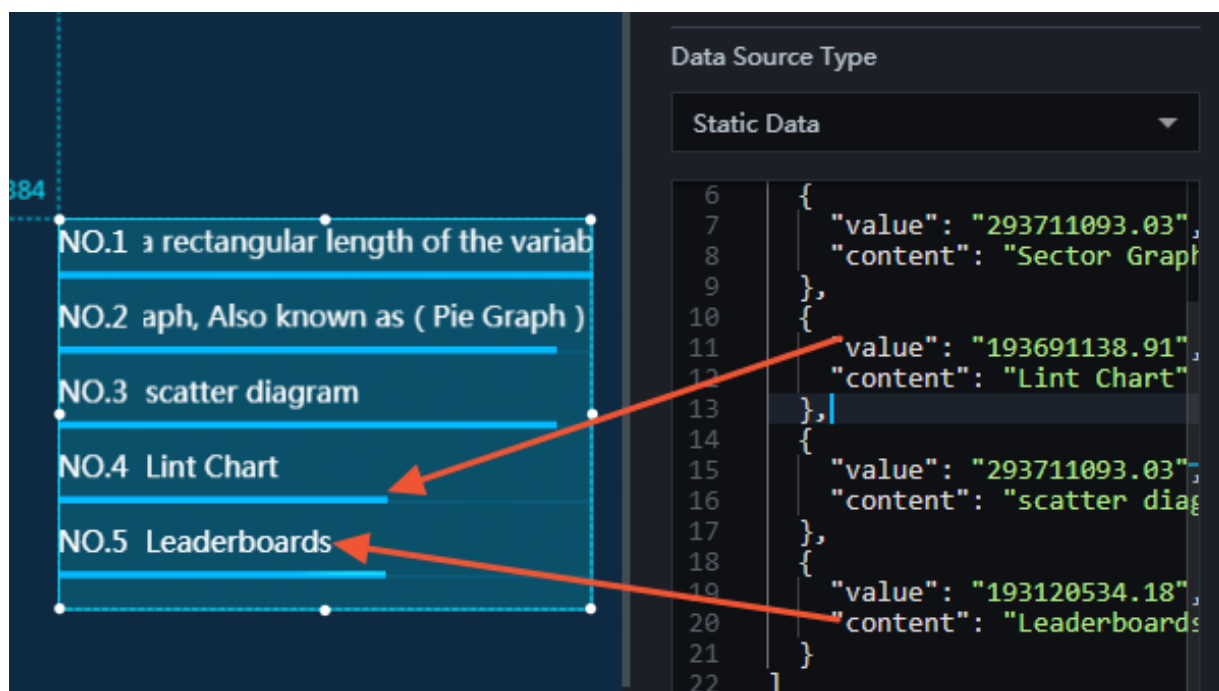 384
NO.1 a rectangular length of the variab
NO.2 aph, Also known as ( Pie Graph )
NO.3 scatter diagram
NO.4 Lint Chart
NO.5 Leaderboards
Data Source Type
Static Data
6 {
7 "value": "293711093.03",
8 "content": "Sector Graph
9 },
10 {
11 "value": "193691138.91",
12 "content": "Lint Chart"
13 },
14 {
15 "value": "293711093.03",
16 "content": "scatter diag
17 },
18 {
19 "value": "193120534.18",
20 "content": "Leaderboards
21 }
22 ]